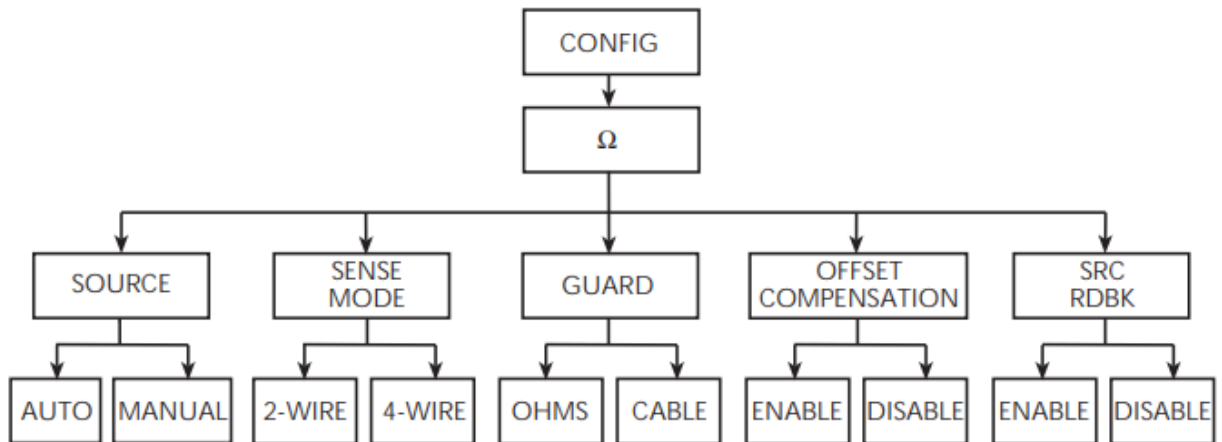 CONFIG
Ω
SOURCE
SENSE
MODE
GUARD
OFFSET
COMPENSATION
SRC
RDBK
AUTO
MANUAL
2-WIRE
4-WIRE
OHMS
CABLE
ENABLE
DISABLE
ENABLE
DISABLE